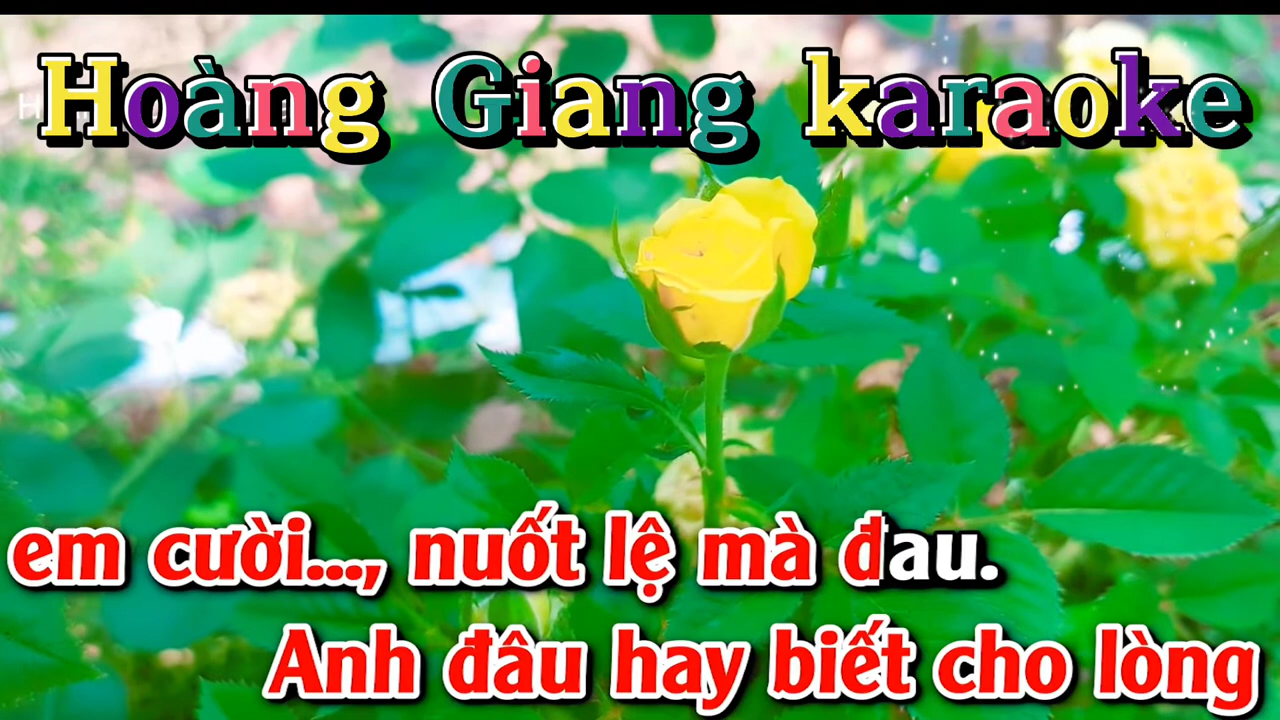 Hoàng Giang karaoke
em cười..., nuốt lệ mà đau.
Anh đâu hay biết cho lòng